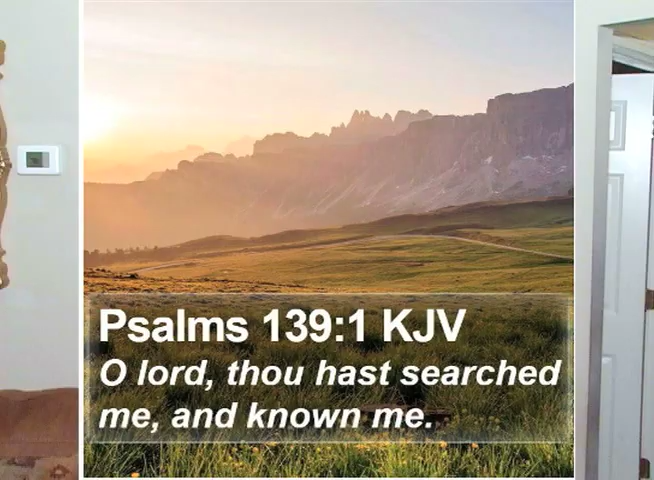 Psalms 139:1 KJV
O lord, thou hast searched
me, and known me.